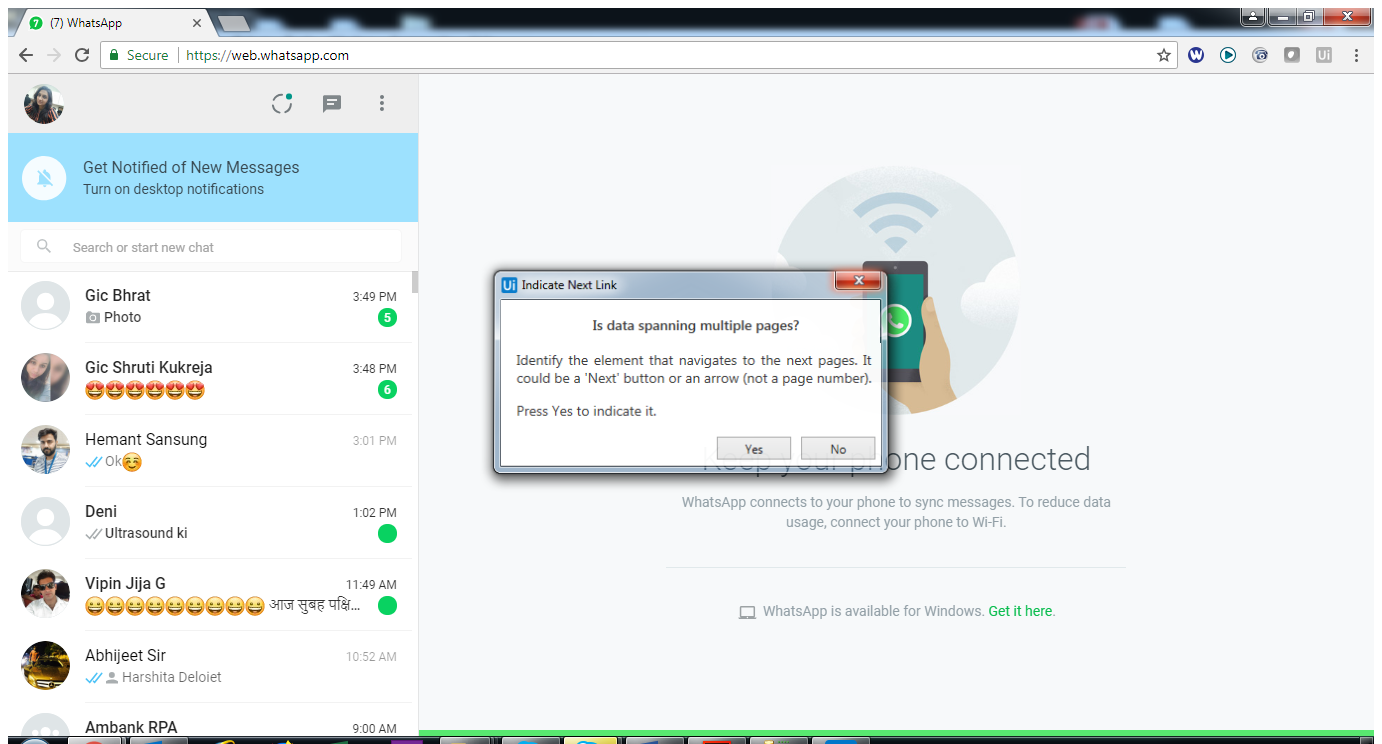 7 (7) WhatsApp
Secure https://web.whatsapp.com
W Ui
Get Notified of New Messages
Turn on desktop notifications
Search or start new chat
Gic Bhrat 3:49 PM
Photo 5
Gic Shruti Kukreja 3:48 PM
😍😍😍😍😍😍 6
Hemant Sansung 3:01 PM
Ok☺️
Deni 1:02 PM
Ultrasound ki
Vipin Jija G 11:49 AM
😀😀😀😀😀😀😀😀😀 आज सुबह पक्षि...
Abhijeet Sir 10:52 AM
Harshita Deloiet
Ambank RPA 9:00 AM
Ui Indicate Next Link
Is data spanning multiple pages?
Identify the element that navigates to the next pages. It
could be a 'Next' button or an arrow (not a page number).
Press Yes to indicate it.
Yes No
Keep your phone connected
WhatsApp connects to your phone to sync messages. To reduce data
usage, connect your phone to Wi-Fi.
WhatsApp is available for Windows. Get it here.